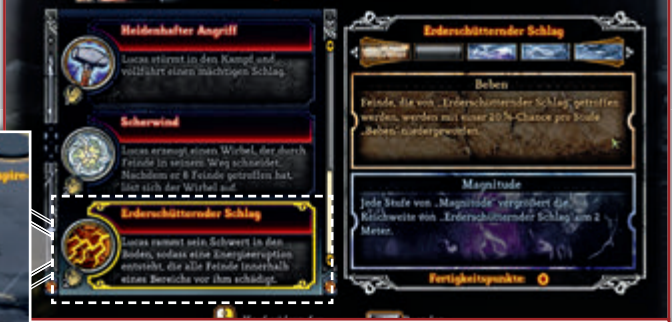 Heldenhafter Angriff
Lucas stürmt in den Kampf und
vollführt einen mächtigen Schlag.
Scherwind
Lucas erzeugt einen Wirbel, der durch
Feinde in seinem Weg schneidet.
Nachdem er 8 Feinde getroffen hat,
löst sich der Wirbel auf.
Erderschütternder Schlag
Lucas rammt sein Schwert in den
Boden, sodass eine Energieeruption
entsteht, die alle Feinde innerhalb
eines Bereichs vor ihm schädigt.
Erderschütternder Schlag
Beben
Feinde, die von „Erderschütternder Schlag" getroffen
werden, werden mit einer 20%-Chance pro Stufe
„Beben" niedergeworfen.
Magnitude
Jede Stufe von „Magnitude" vergrößert die
Reichweite von „Erderschütternder Schlag" um 2
Meter.
Fertigkeitspunkte: 0